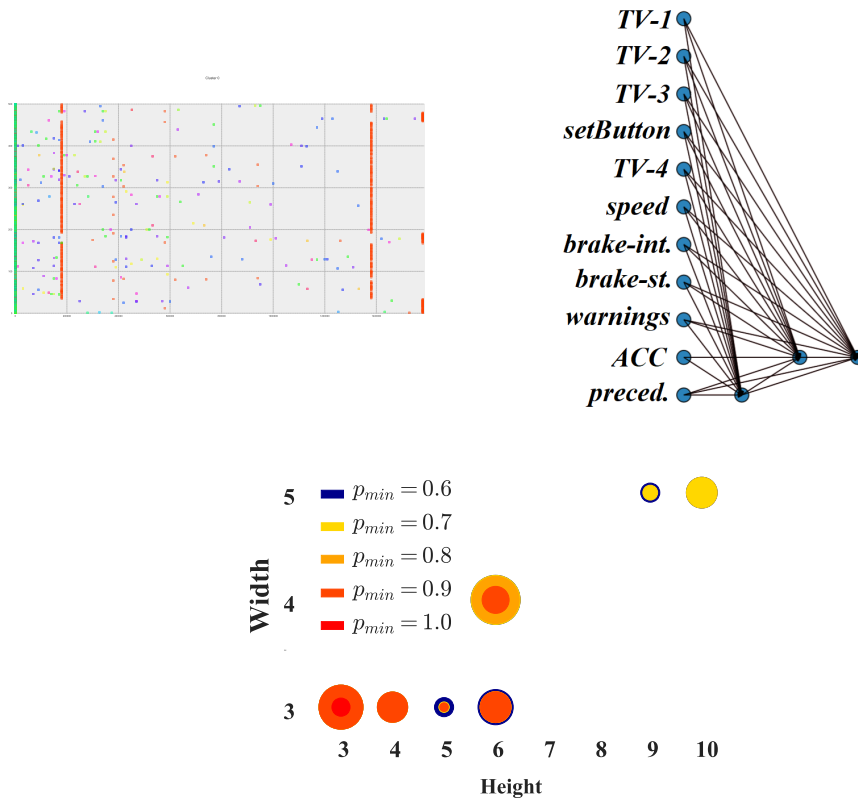 Cluster 0
TV-1
TV-2
TV-3
setButton
TV-4
speed
brake-int.
brake-st.
warnings
ACC
preced.
Width
5
4
3
p_min = 0.6
p_min = 0.7
p_min = 0.8
p_min = 0.9
p_min = 1.0
3 4 5 6 7 8 9 10
Height